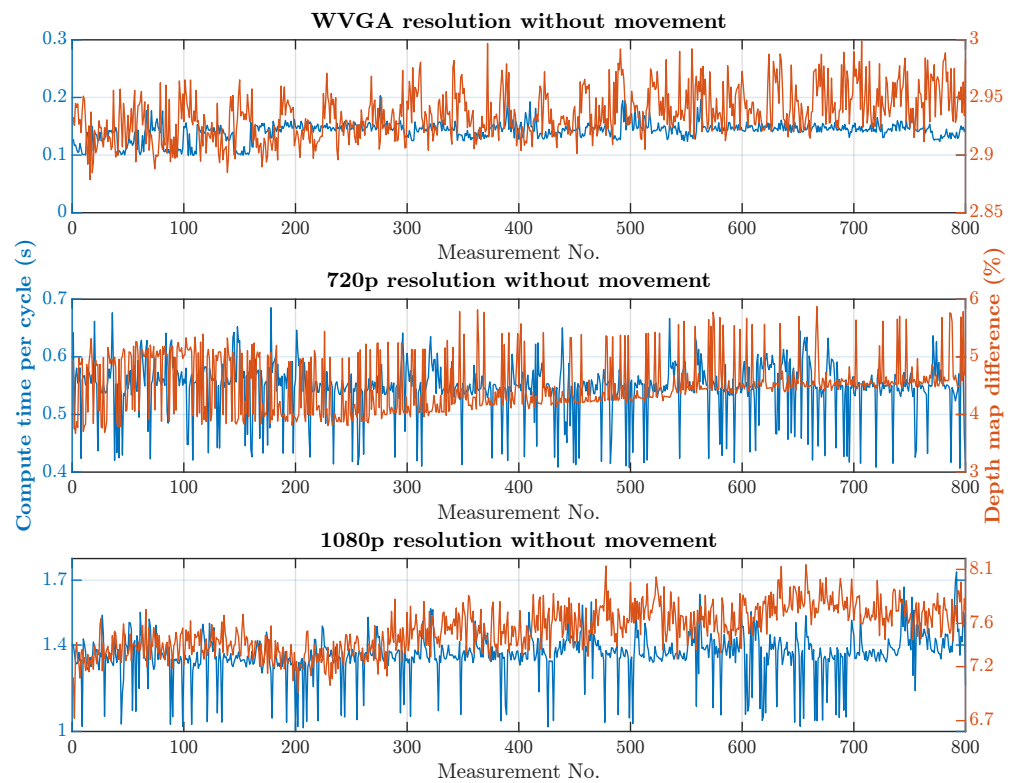 WVGA resolution without movement
0.3 3
0.2 2.95
0.1 2.9
0 2.85
0 100 200 300 400 500 600 700 800
Measurement No.
720p resolution without movement
0.7 6
0.6 5
0.5 4
0.4 3
0 100 200 300 400 500 600 700 800
Measurement No.
Compute time per cycle (s)
Depth map difference (%)
1080p resolution without movement
1.7 8.1
7.6
1.4
7.2
1 6.7
0 100 200 300 400 500 600 700 800
Measurement No.